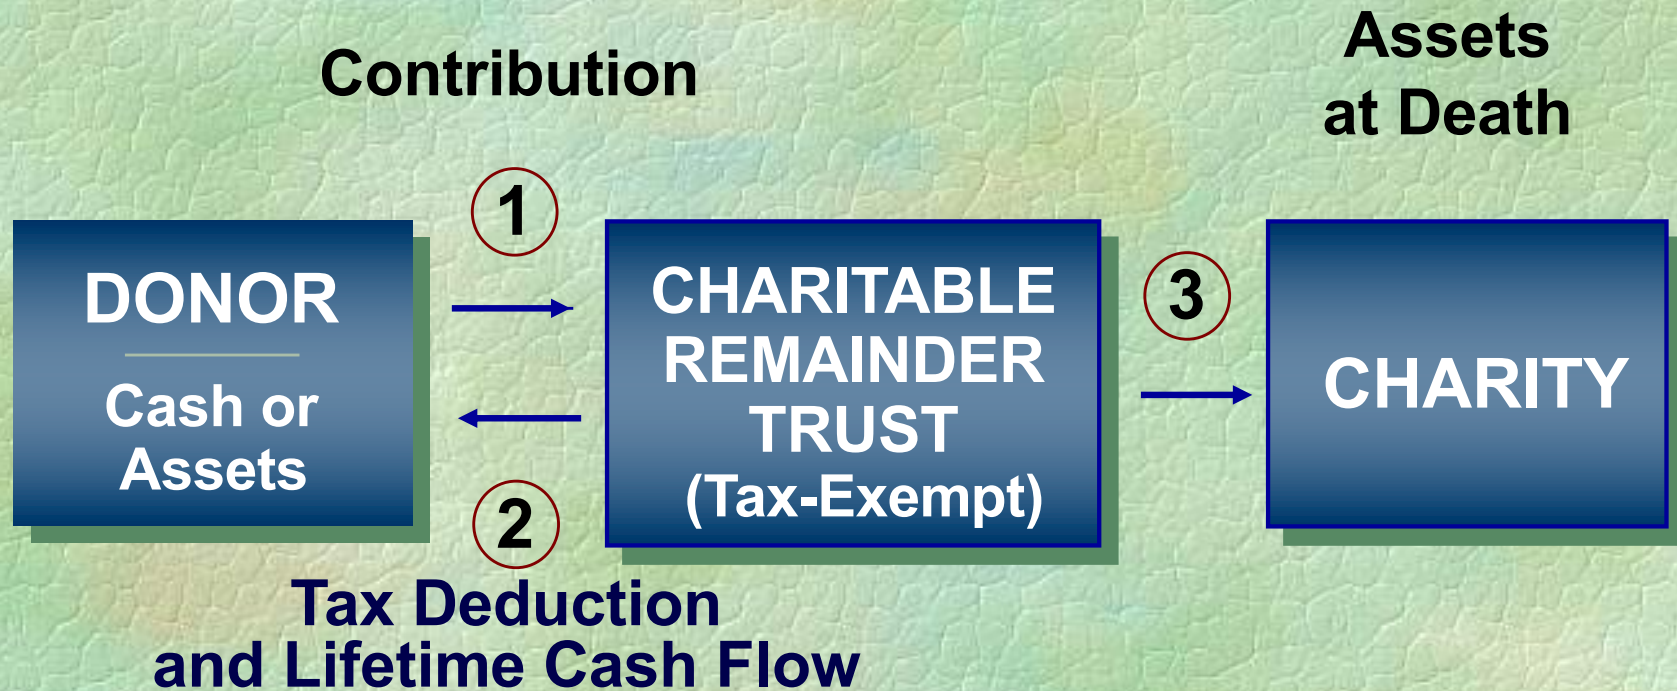 Contribution
Assets
at Death
1
DONOR
Cash or
Assets
2
Tax Deduction
and Lifetime Cash Flow
CHARITABLE
REMAINDER
TRUST
(Tax-Exempt)
3
CHARITY